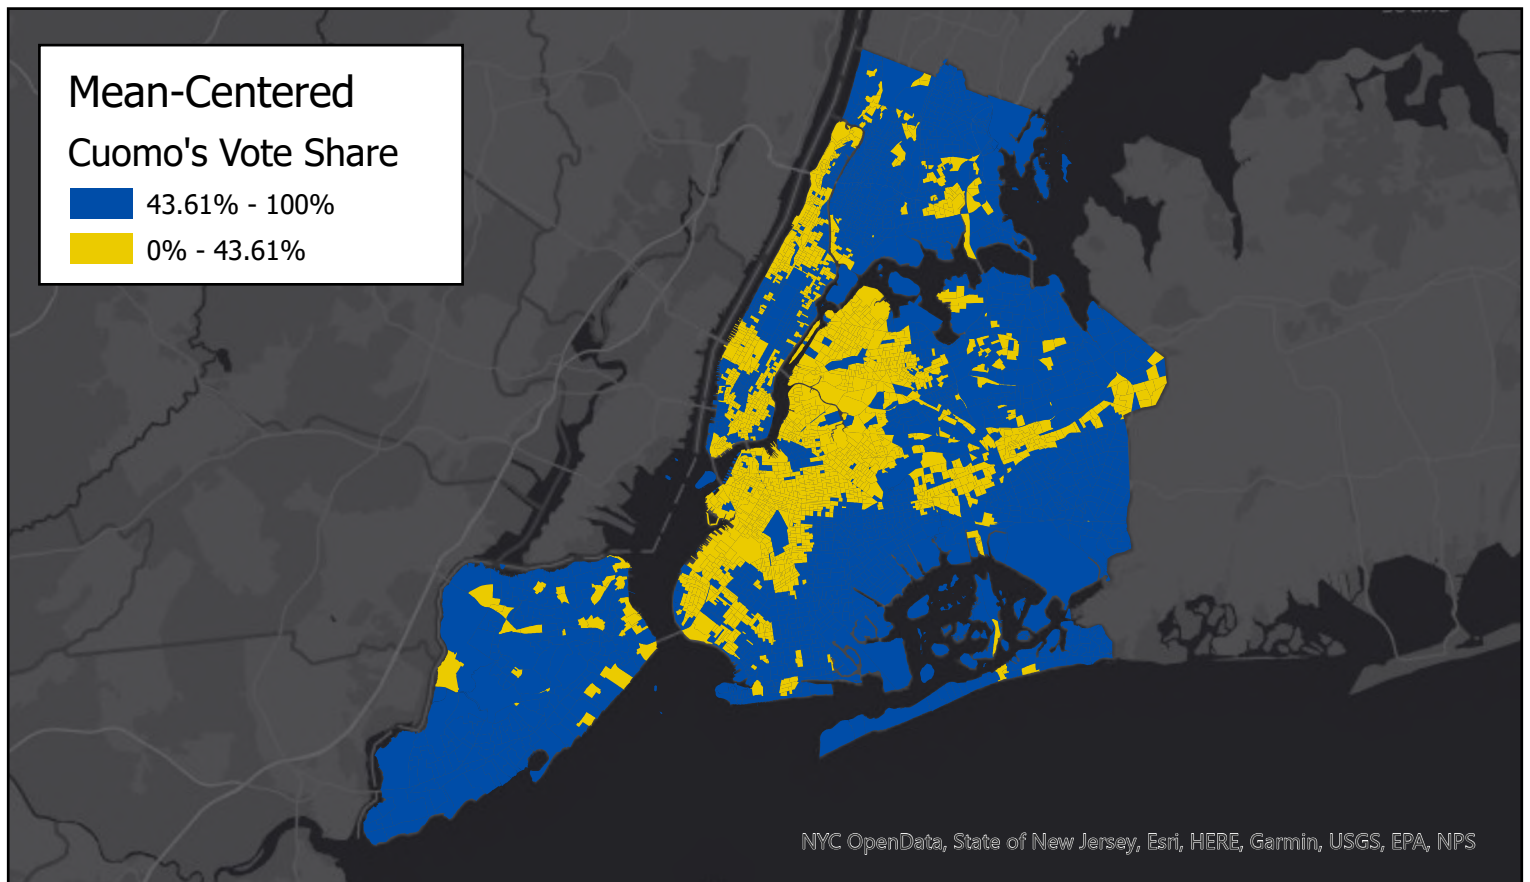 Mean-Centered
Cuomo's Vote Share
43.61% - 100%
0% - 43.61%
NYC OpenData, State of New Jersey, Esri, HERE, Garmin, USGS, EPA, NPS